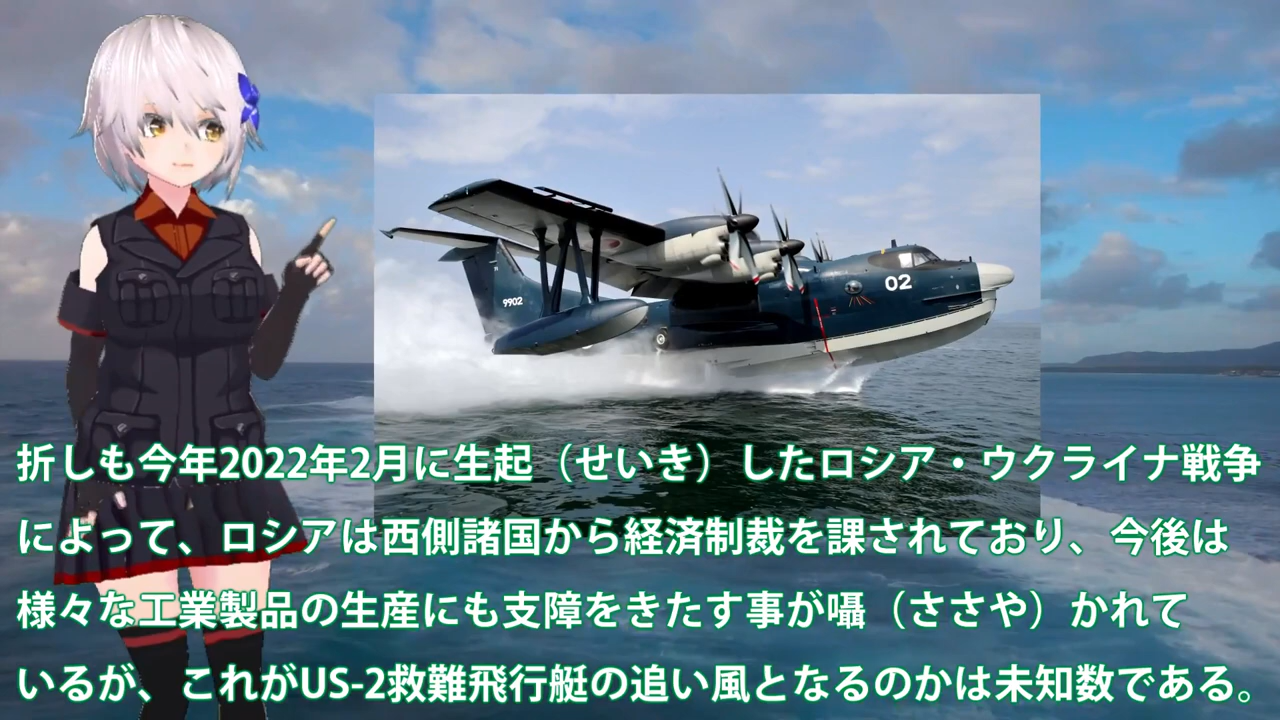 02
9902
折しも今年2022年2月に生起（せいき）したロシア・ウクライナ戦争
によって、ロシアは西側諸国から経済制裁を課されており、今後は
様々な工業製品の生産にも支障をきたす事が囁（ささや）かれて
いるが、これがUS-2救難飛行艇の追い風となるのかは未知数である。